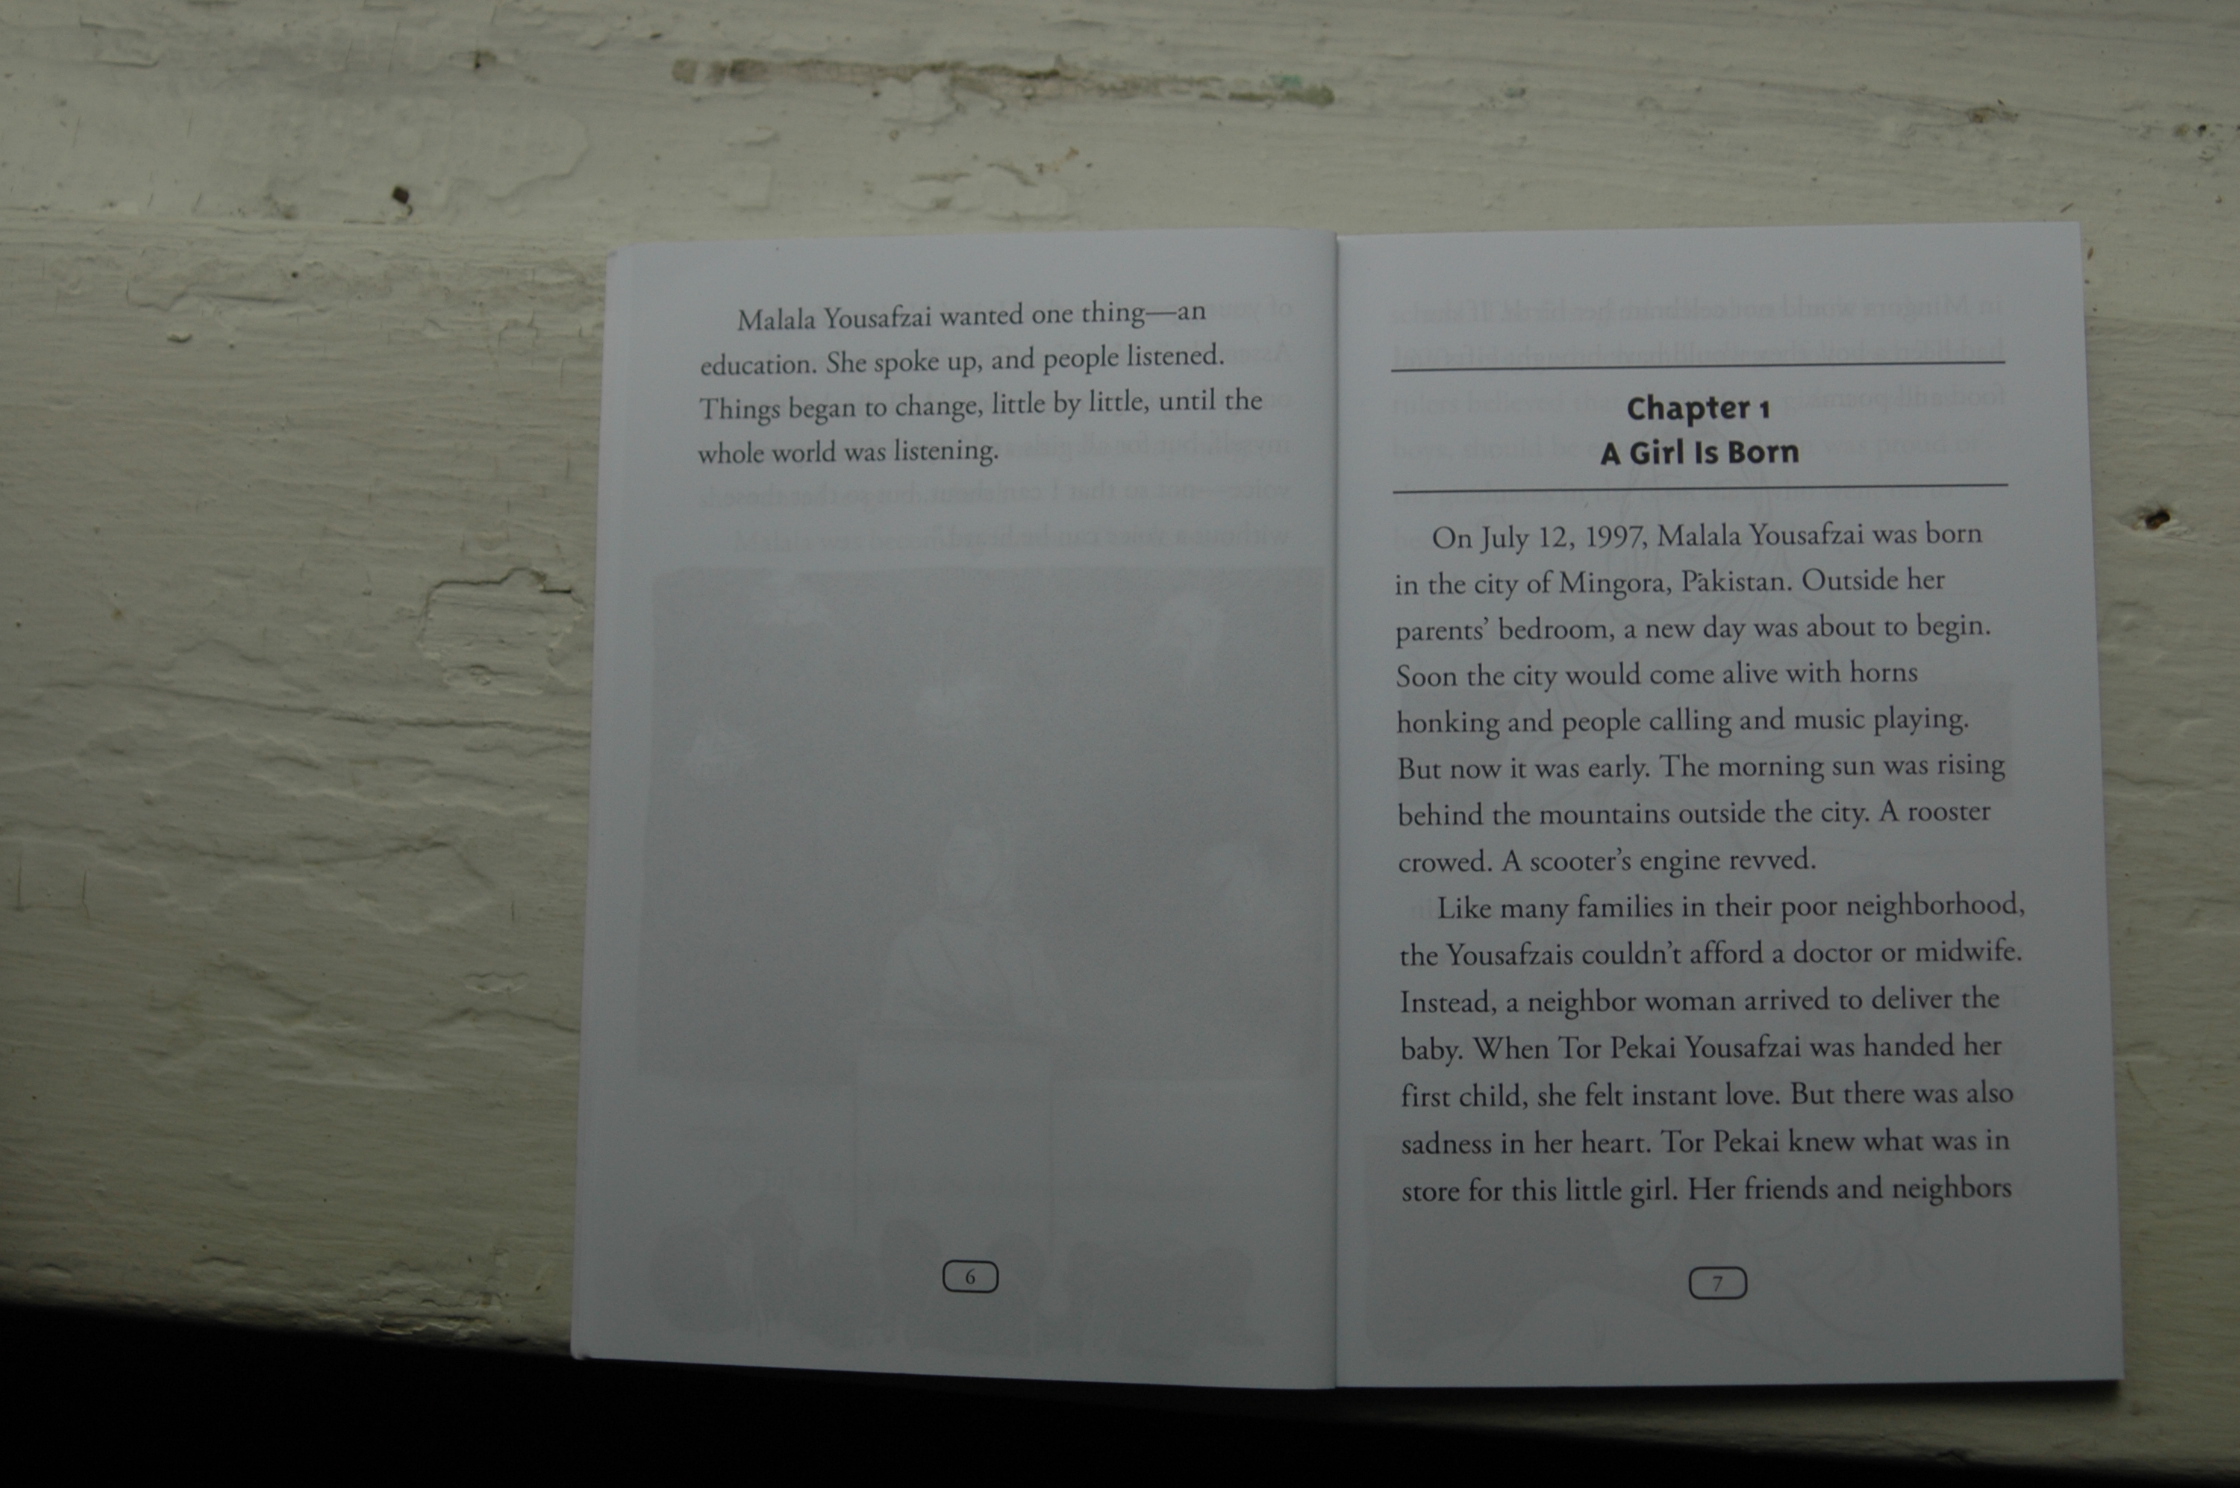 Malala Yousafzai wanted one thing—an
education. She spoke up, and people listened.
Things began to change, little by little, until the
whole world was listening.
6
Chapter 1
A Girl Is Born
On July 12, 1997, Malala Yousafzai was born
in the city of Mingora, Pakistan. Outside her
parents’ bedroom, a new day was about to begin.
Soon the city would come alive with horns
honking and people calling and music playing.
But now it was early. The morning sun was rising
behind the mountains outside the city. A rooster
crowed. A scooter’s engine revved.
Like many families in their poor neighborhood,
the Yousafzais couldn’t afford a doctor or midwife.
Instead, a neighbor woman arrived to deliver the
baby. When Tor Pekai Yousafzai was handed her
first child, she felt instant love. But there was also
sadness in her heart. Tor Pekai knew what was in
store for this little girl. Her friends and neighbors
7